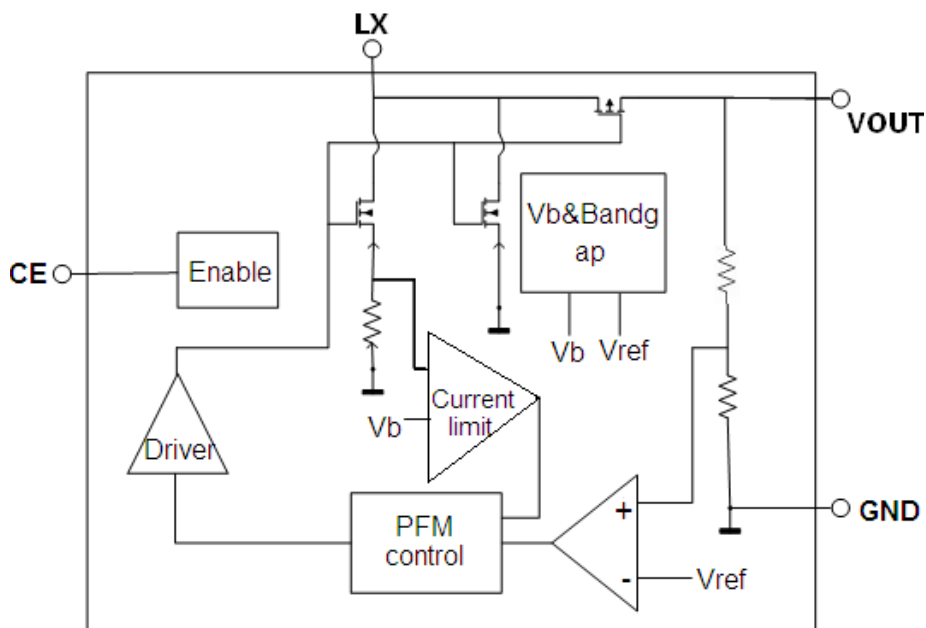 LX
VOUT
Vb&Bandg
ap
CE
Enable
Vb
Vref
Current
limit
Vb
Driver
PFM
control
+
-
Vref
GND